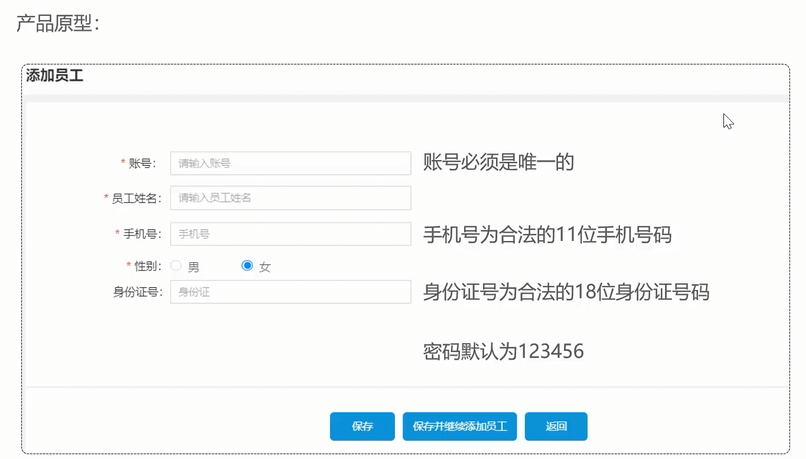 产品原型：
添加员工
* 账号： 请输入账号 账号必须是唯一的
* 员工姓名： 请输入员工姓名
* 手机号： 手机号 手机号为合法的11位手机号码
* 性别： 男 女
身份证号： 身份证 身份证号为合法的18位身份证号码
密码默认为123456
保存 保存并继续添加员工 返回